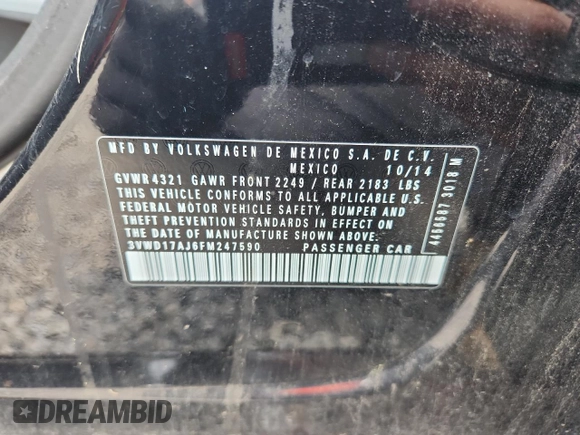 MFD BY VOLKSWAGEN DE MEXICO S.A. DE C.V.
MEXICO 10/14
GVWR 4321 GAWR FRONT 2249 / REAR 2183 LBS
THIS VEHICLE CONFORMS TO ALL APPLICABLE U.S.
FEDERAL MOTOR VEHICLE SAFETY, BUMPER AND
THEFT PREVENTION STANDARDS IN EFFECT ON
THE DATE OF MANUFACTURE SHOWN ABOVE:
3VWD17AJ6FM247590 PASSENGER CAR
3018 M
DREAMBID